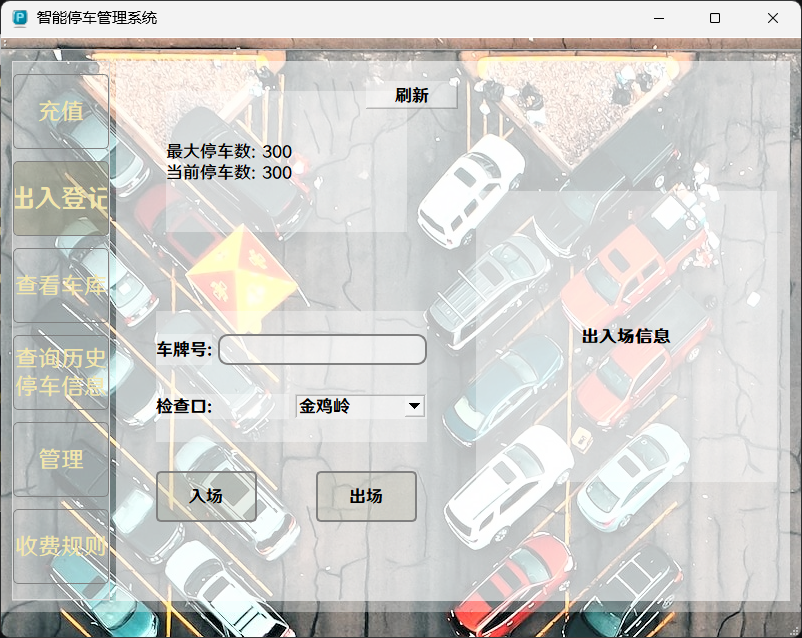 智能停车管理系统
充值
出入登记
查看车库
查询历史
停车信息
管理
收费规则
刷新
最大停车数: 300
当前停车数: 300
车牌号:
检查口:
金鸡岭
入场
出场
出入场信息